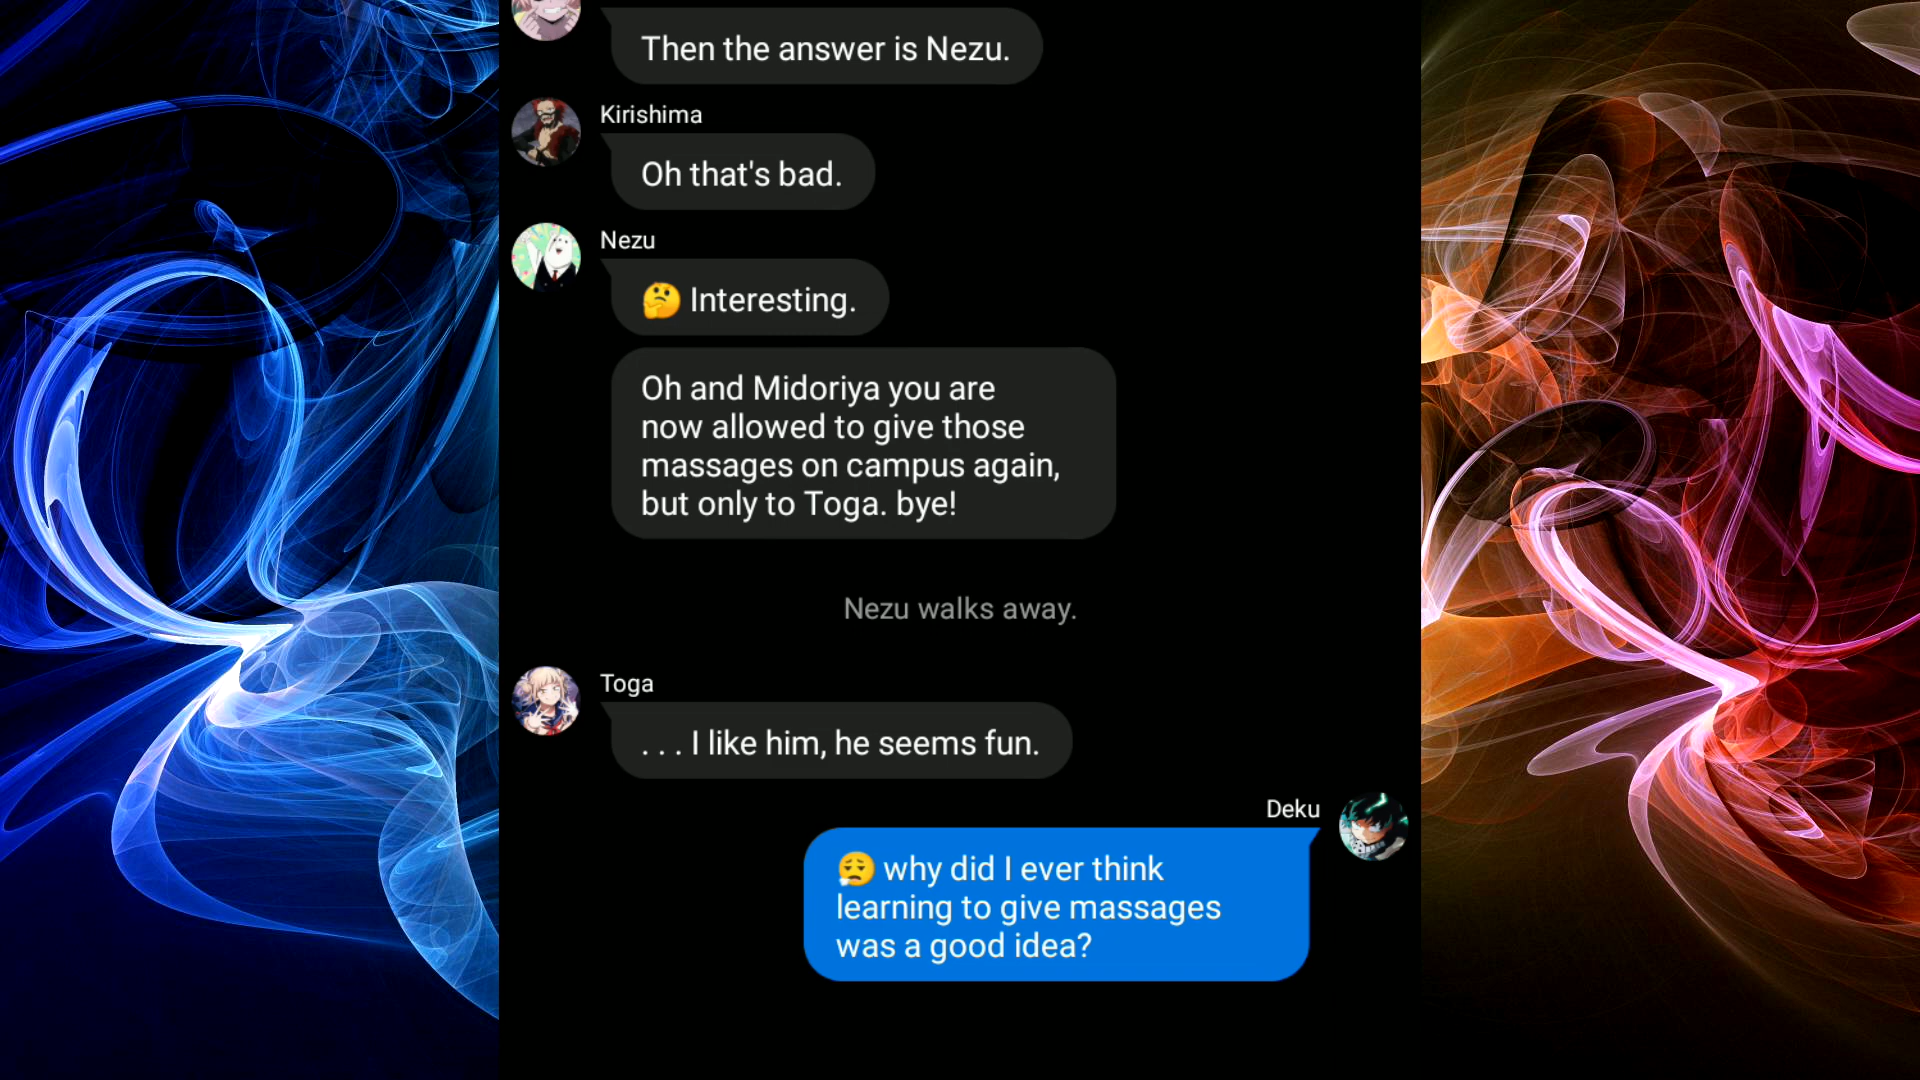 Then the answer is Nezu.
Kirishima
Oh that's bad.
Nezu
🤔 Interesting.
Oh and Midoriya you are
now allowed to give those
massages on campus again,
but only to Toga. bye!
Nezu walks away.
Toga
. . . I like him, he seems fun.
Deku
😮‍💨 why did I ever think
learning to give massages
was a good idea?